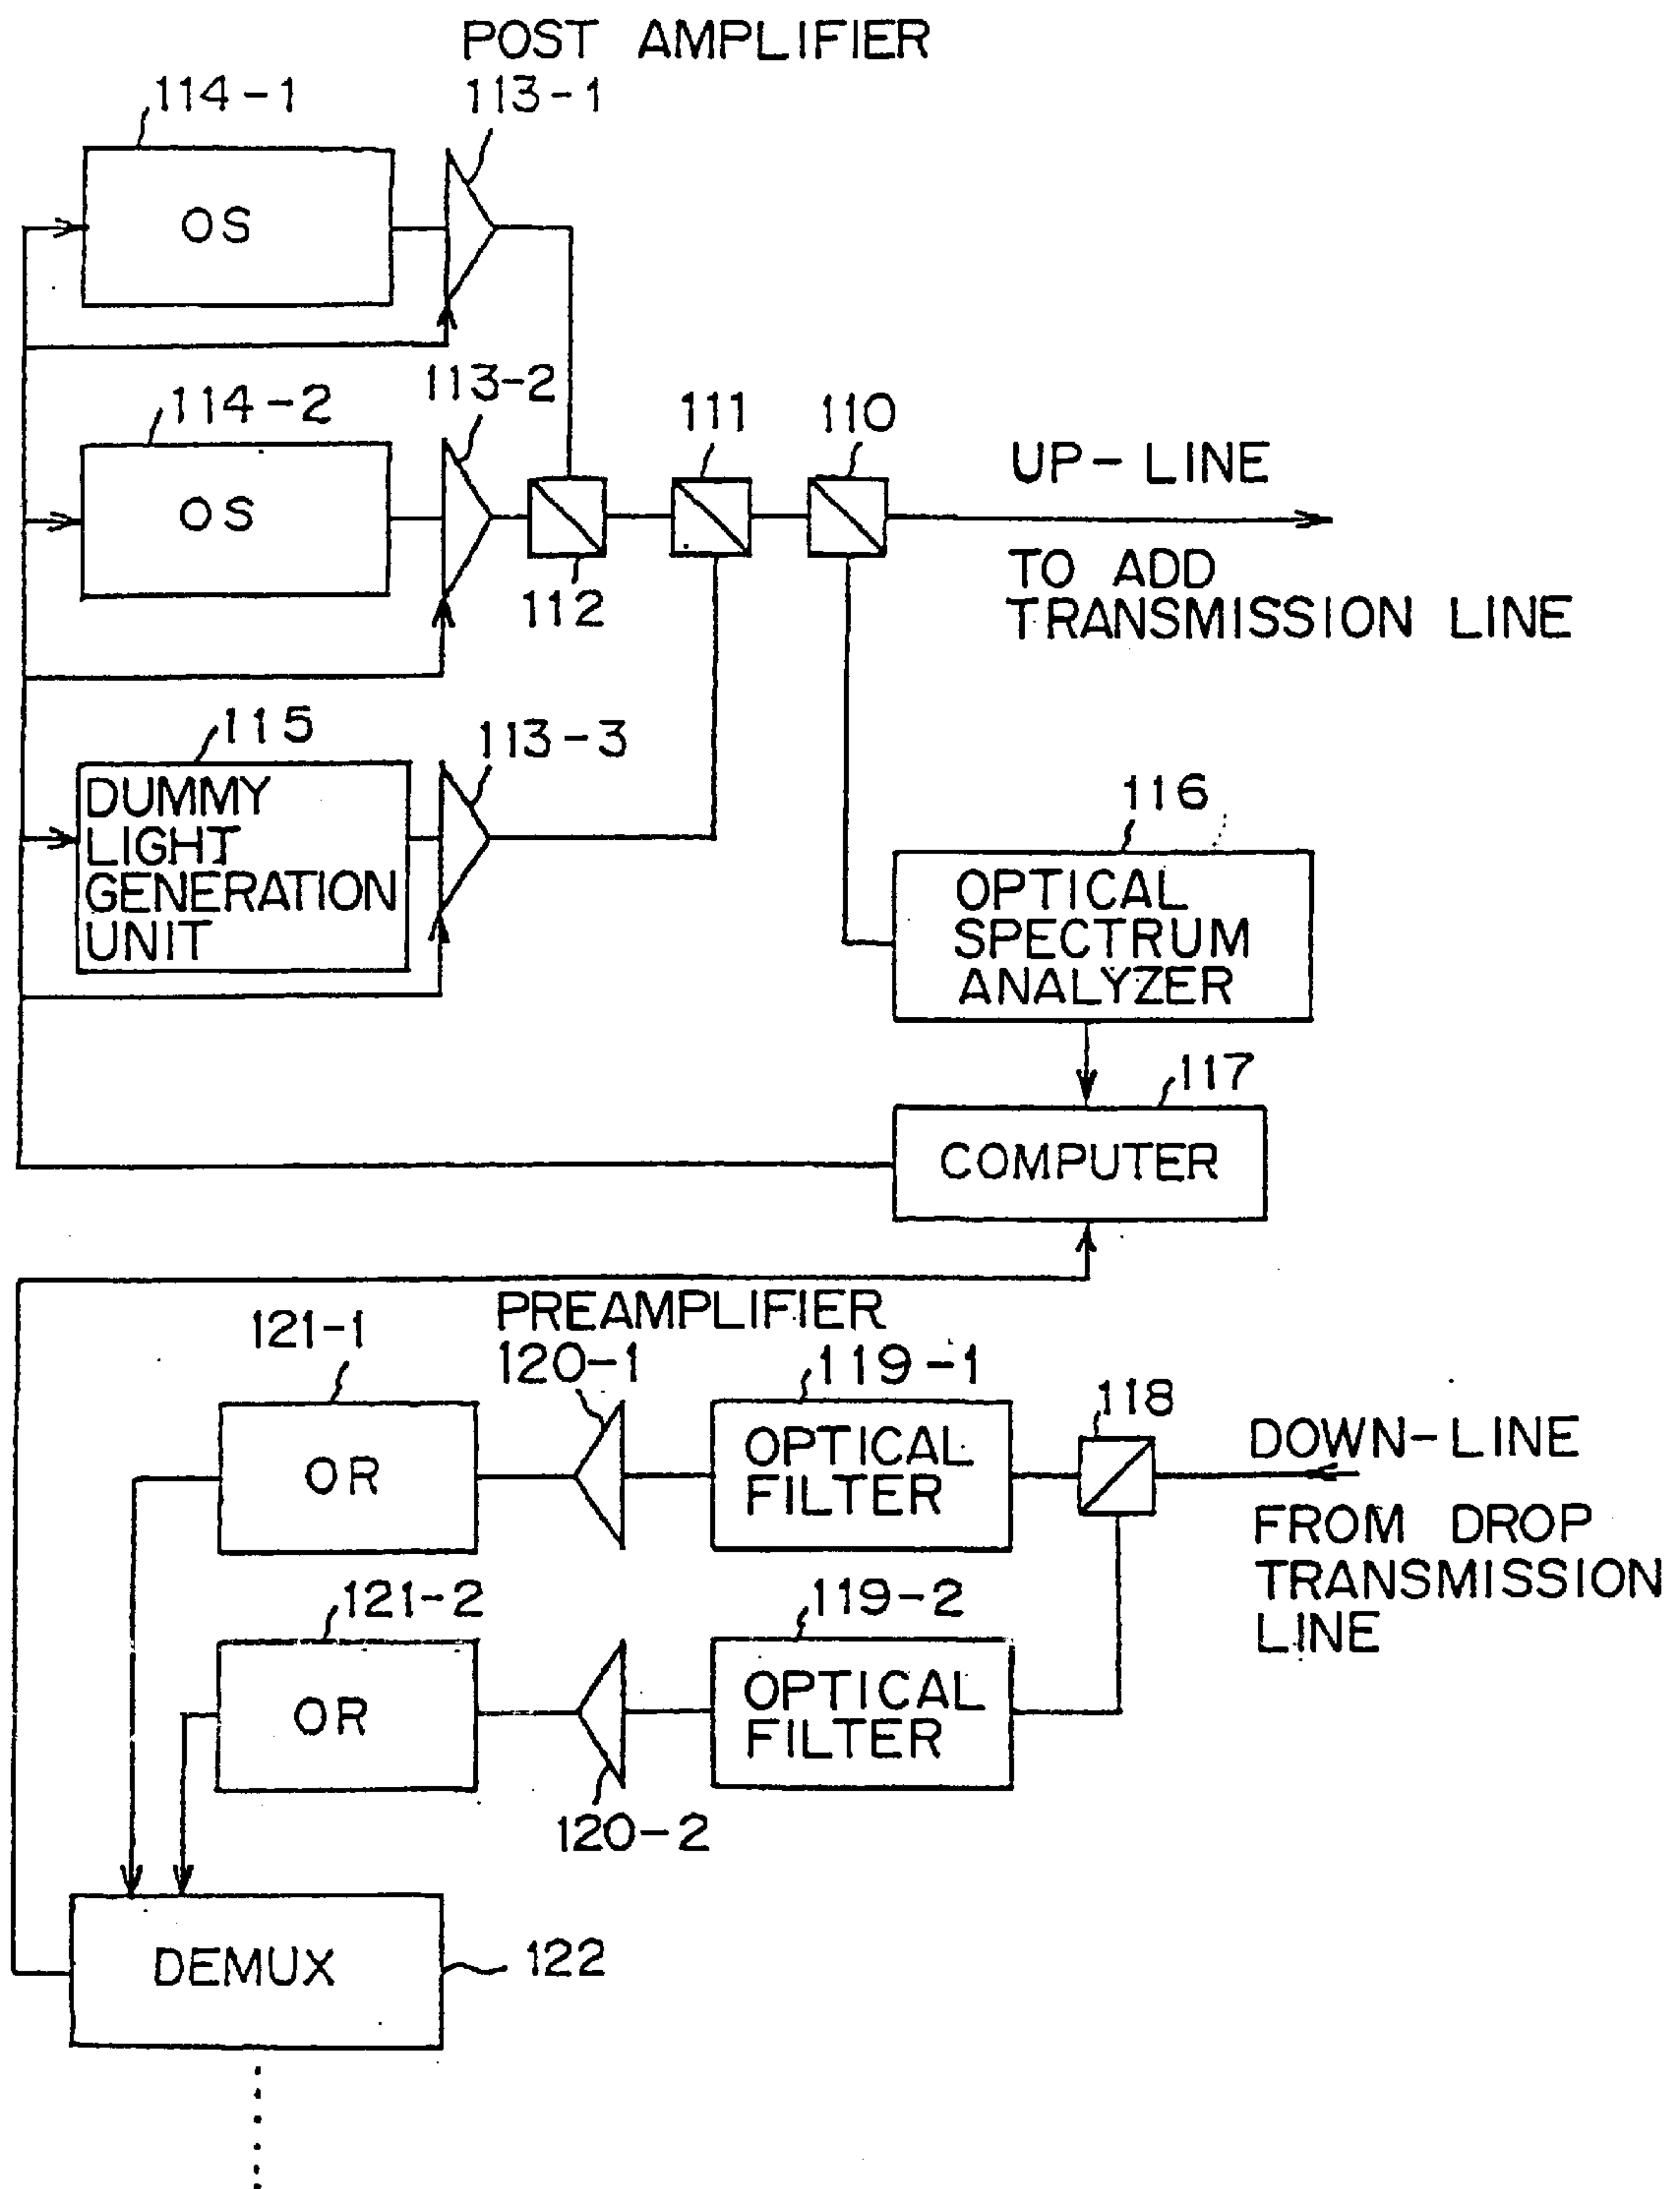 POST AMPLIFIER
114-1
113-1
OS
113-2
114-2
111
110
OS
UP-LINE
112
TO ADD
TRANSMISSION LINE
115
113-3
DUMMY
LIGHT
GENERATION
UNIT
116
OPTICAL
SPECTRUM
ANALYZER
117
COMPUTER
PREAMPLIFIER
121-1
120-1
119-1
118
OR
OPTICAL
FILTER
DOWN-LINE
FROM DROP
TRANSMISSION
LINE
121-2
119-2
OR
OPTICAL
FILTER
120-2
DEMUX
122